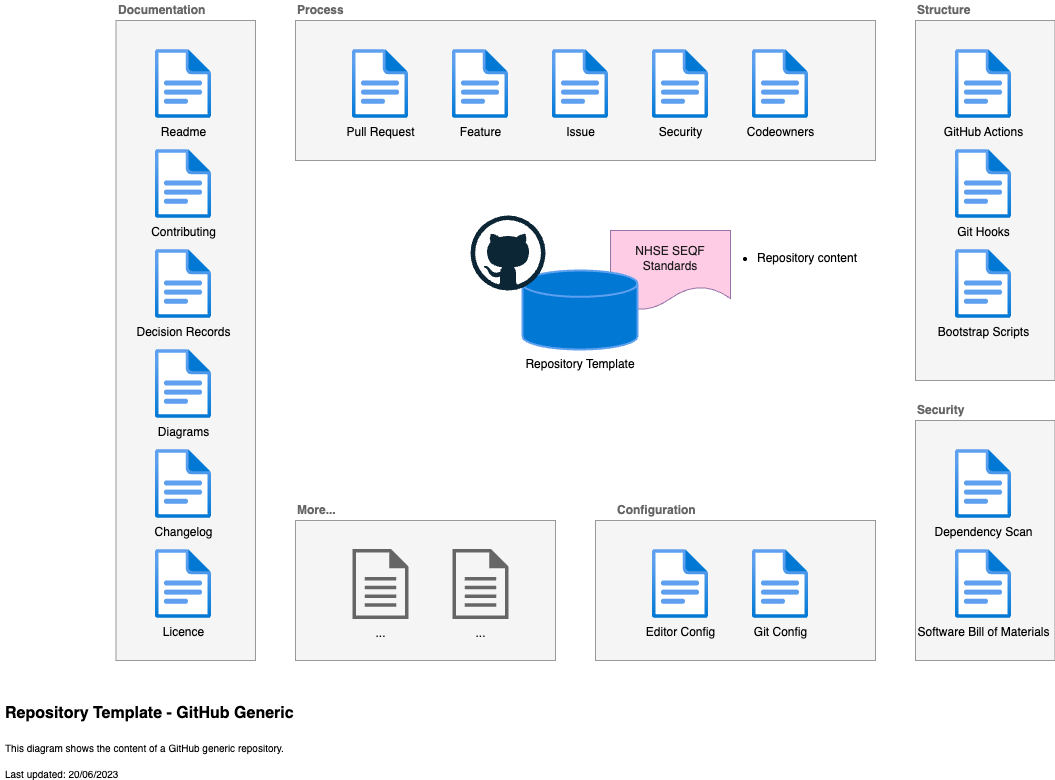 Documentation
Readme
Contributing
Decision Records
Diagrams
Changelog
Licence
Process
Pull Request
Feature
Issue
Security
Codeowners
Structure
GitHub Actions
Git Hooks
Bootstrap Scripts
NHSE SEQF
Standards
• Repository content
Repository Template
Security
Dependency Scan
Software Bill of Materials
More...
...
...
Configuration
Editor Config
Git Config
Repository Template - GitHub Generic
This diagram shows the content of a GitHub generic repository.
Last updated: 20/06/2023